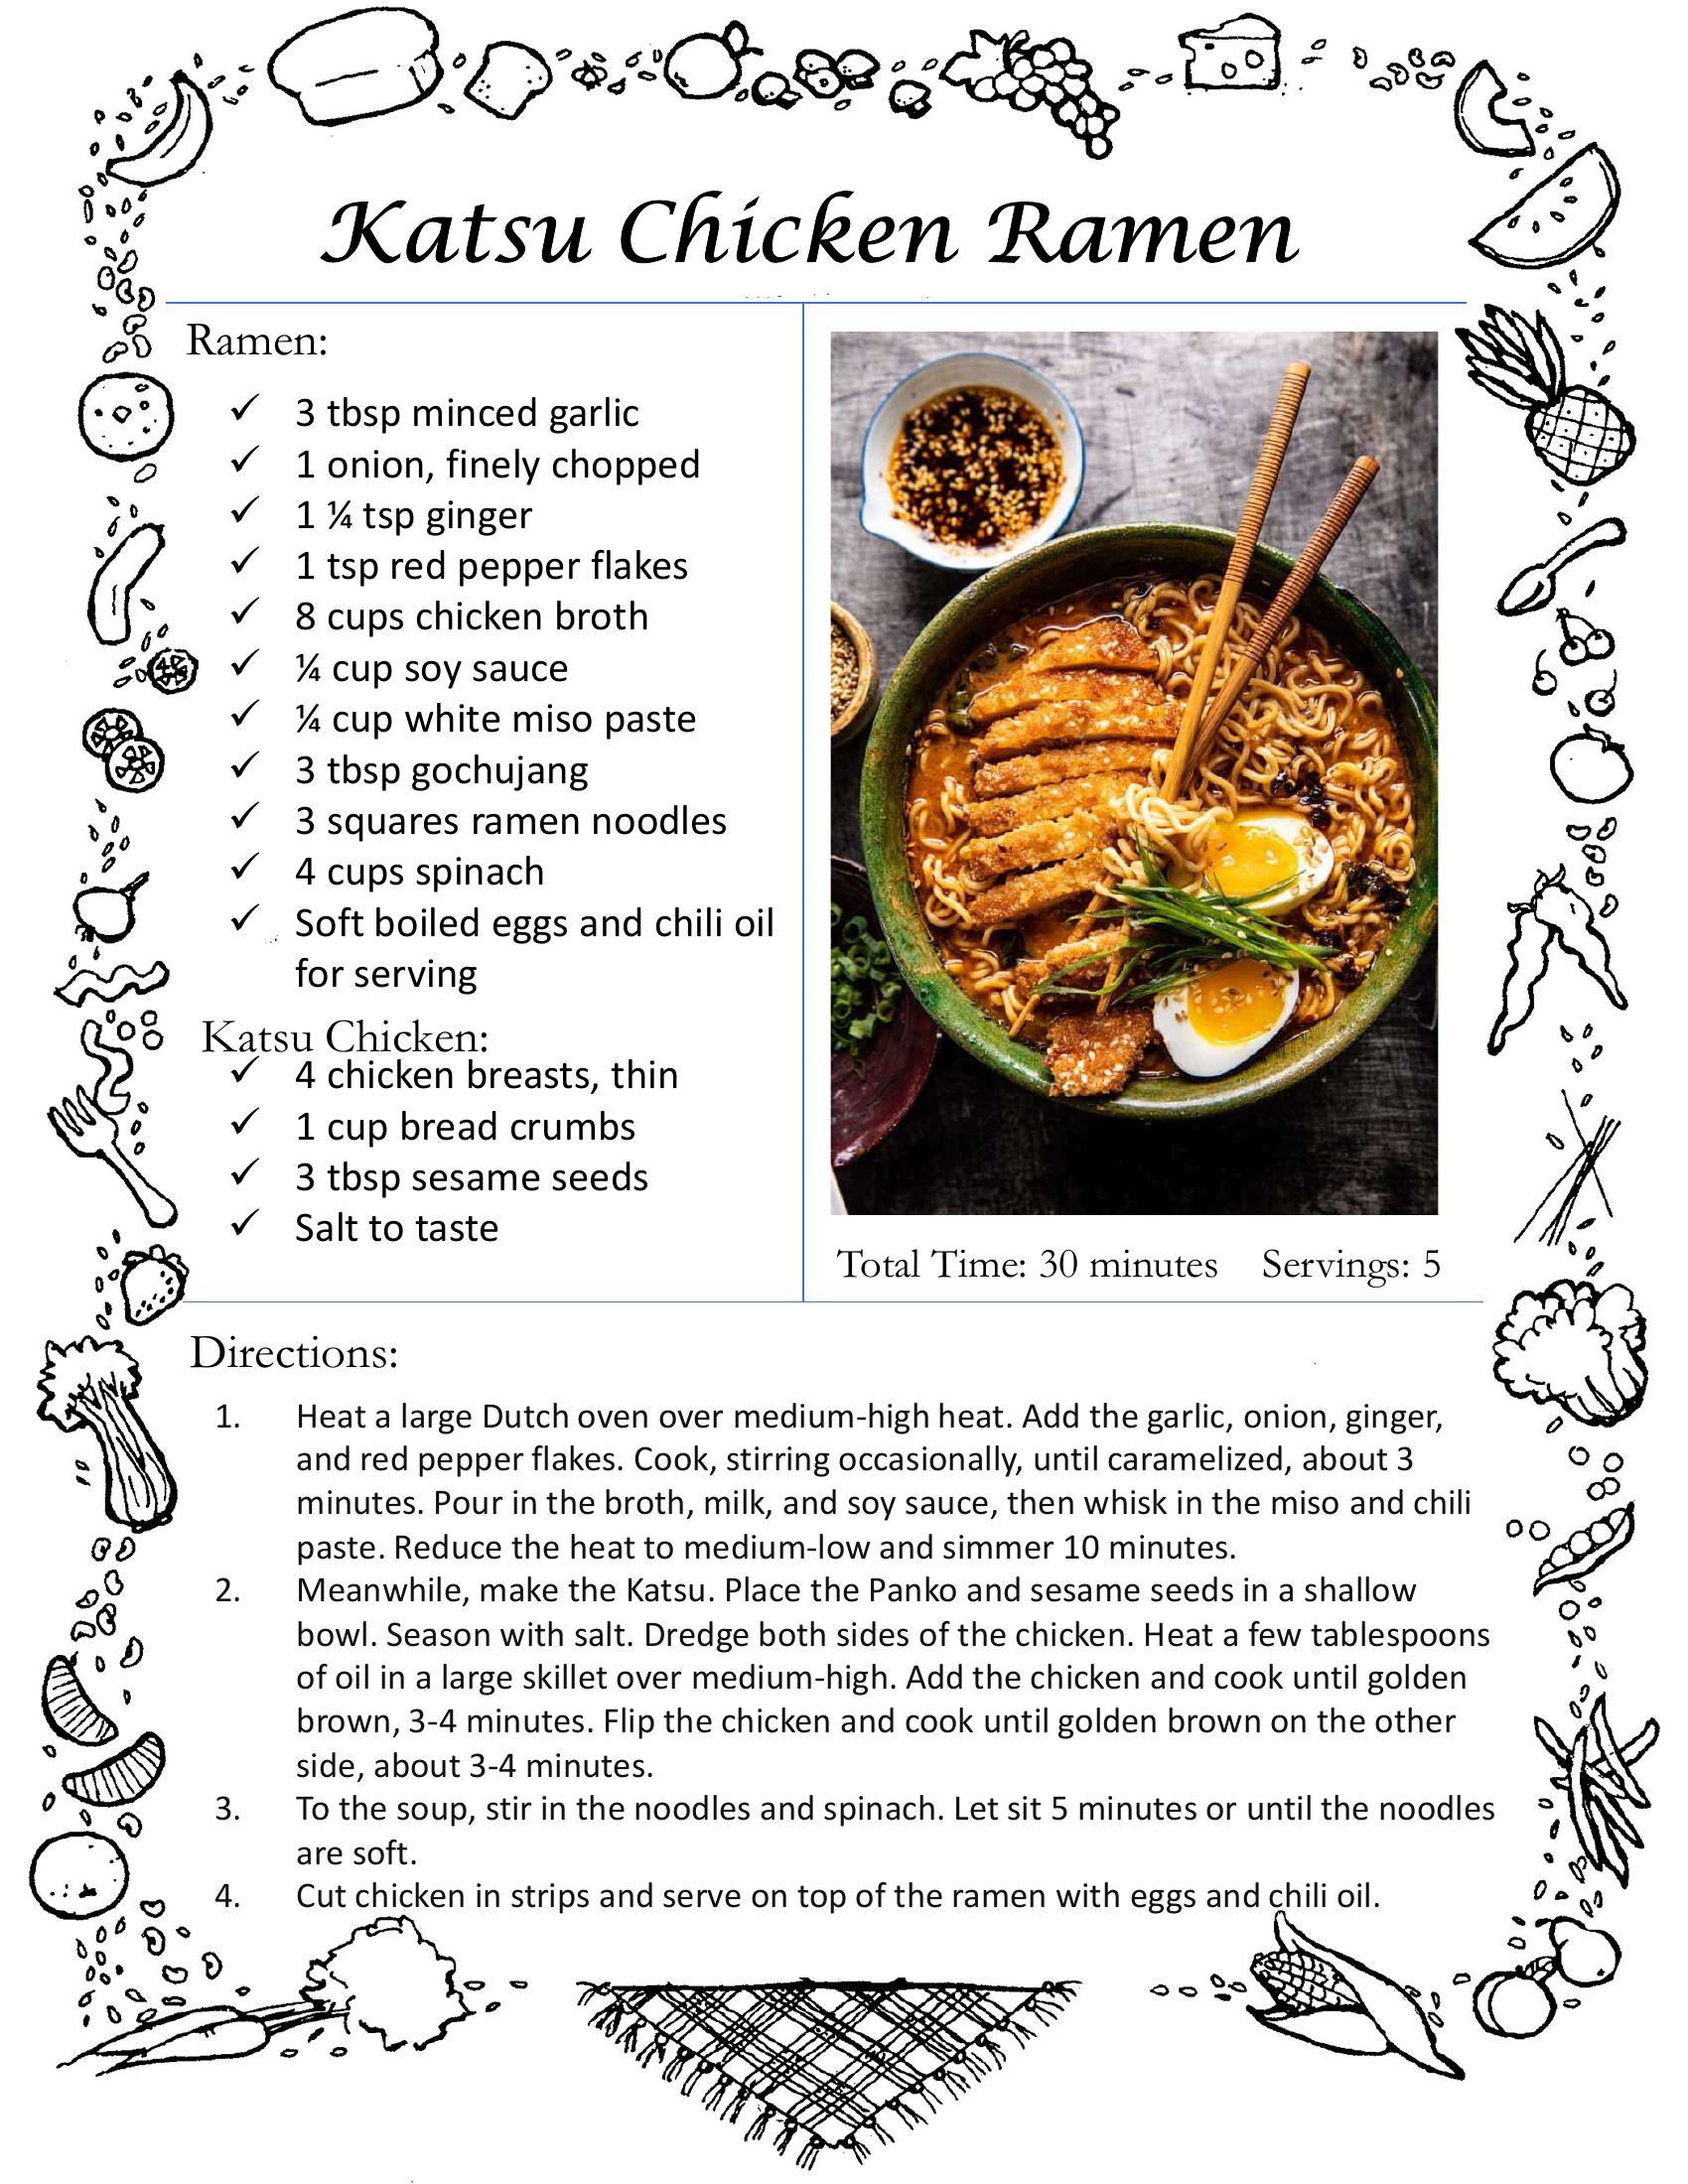 Katsu Chicken Ramen
Ramen:
✓ 3 tbsp minced garlic
✓ 1 onion, finely chopped
✓ 1 ¼ tsp ginger
✓ 1 tsp red pepper flakes
✓ 8 cups chicken broth
✓ ¼ cup soy sauce
✓ ¼ cup white miso paste
✓ 3 tbsp gochujang
✓ 3 squares ramen noodles
✓ 4 cups spinach
✓ Soft boiled eggs and chili oil
for serving
Katsu Chicken:
✓ 4 chicken breasts, thin
✓ 1 cup bread crumbs
✓ 3 tbsp sesame seeds
✓ Salt to taste
Total Time: 30 minutes Servings: 5
Directions:
1. Heat a large Dutch oven over medium-high heat. Add the garlic, onion, ginger,
and red pepper flakes. Cook, stirring occasionally, until caramelized, about 3
minutes. Pour in the broth, milk, and soy sauce, then whisk in the miso and chili
paste. Reduce the heat to medium-low and simmer 10 minutes.
2. Meanwhile, make the Katsu. Place the Panko and sesame seeds in a shallow
bowl. Season with salt. Dredge both sides of the chicken. Heat a few tablespoons
of oil in a large skillet over medium-high. Add the chicken and cook until golden
brown, 3-4 minutes. Flip the chicken and cook until golden brown on the other
side, about 3-4 minutes.
3. To the soup, stir in the noodles and spinach. Let sit 5 minutes or until the noodles
are soft.
4. Cut chicken in strips and serve on top of the ramen with eggs and chili oil.